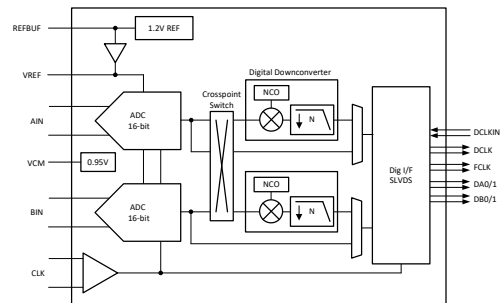 REFBUF
1.2V REF
VREF
Digital Downconverter
Crosspoint
Switch
NCO
N
ADC
16-bit
AIN
DCLKIN
DCLK
VCM
0.95V
Dig I/F
SLVDS
FCLK
DA0/1
DB0/1
NCO
N
ADC
16-bit
BIN
CLK